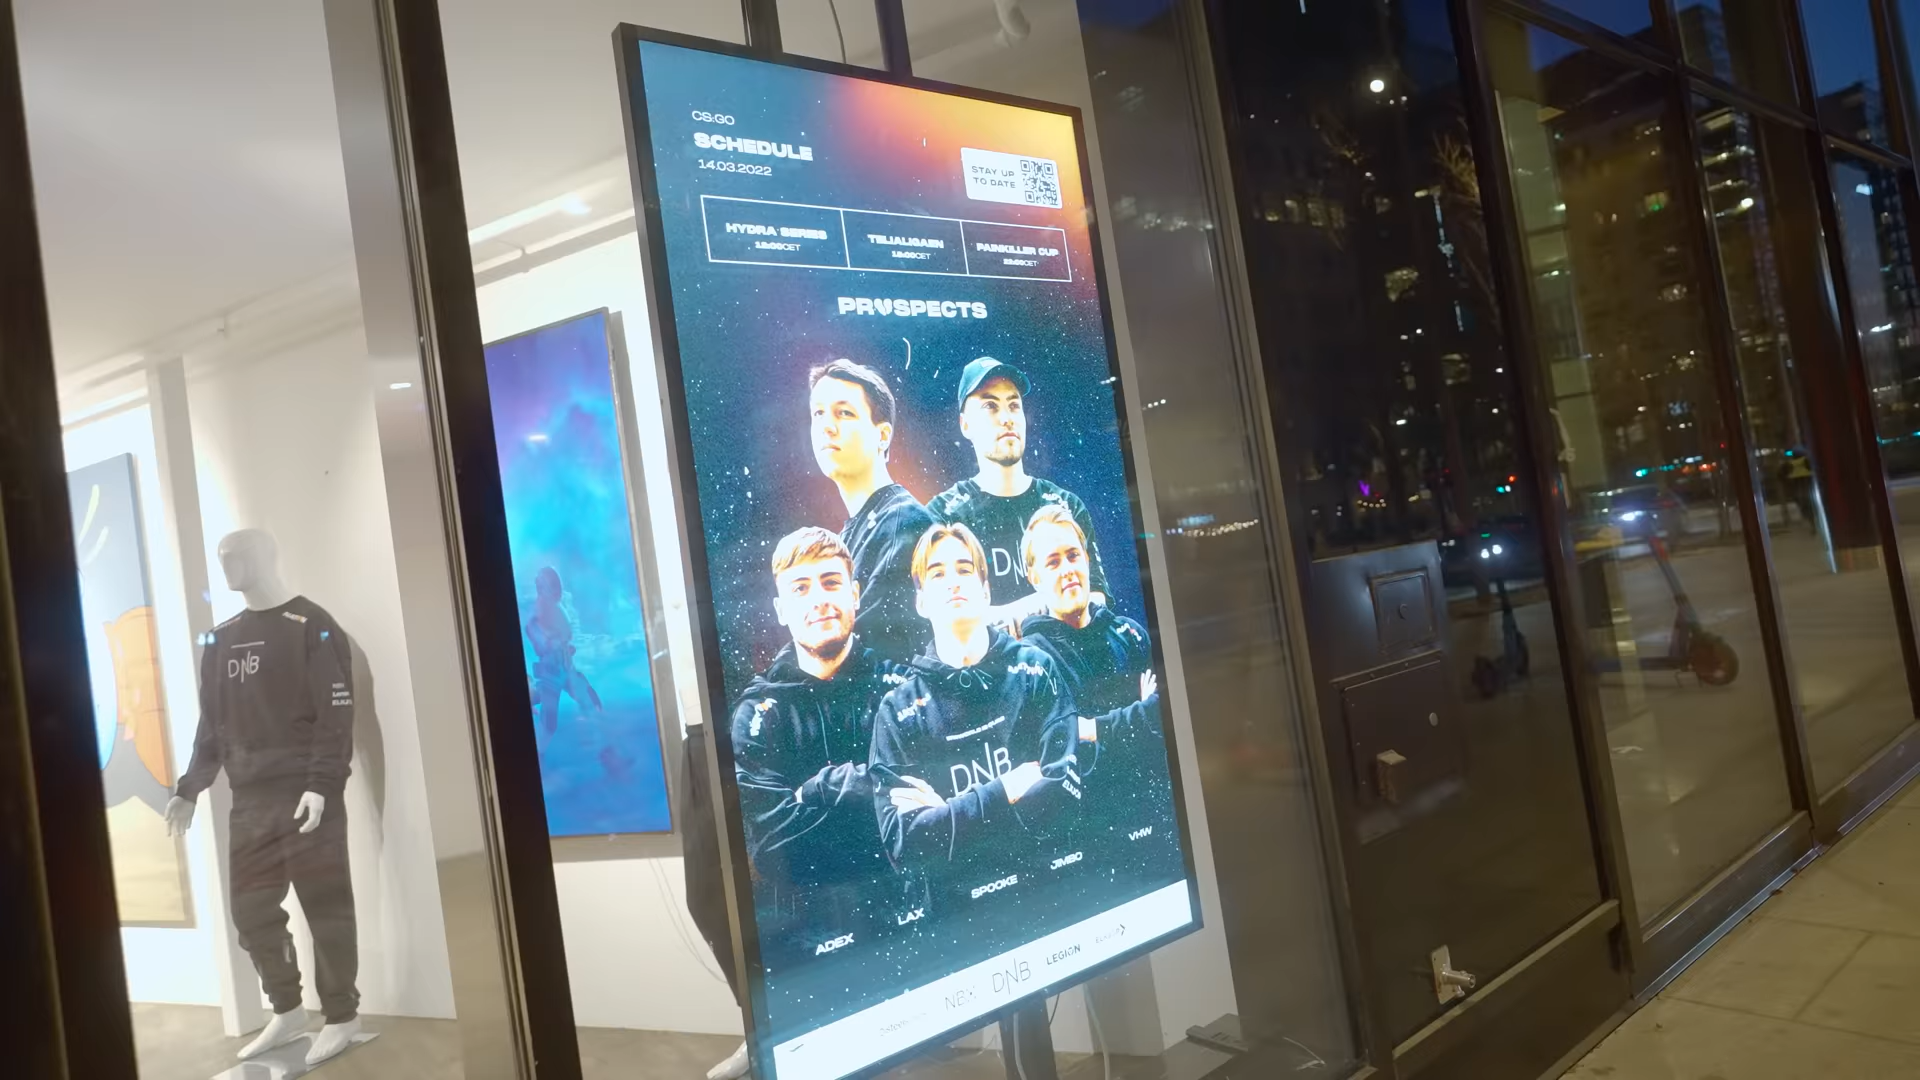 CS:GO
SCHEDULE
14.03.2022
STAY UP
TO DATE
HYDRA SERIES
TELIALIGAEN
PAINKILLER CUP
PROSPECTS
DNB
DNB
DNB
ADEX
LAX
SPOOKE
JIMBO
VHW
NBX
DNB
LEGION